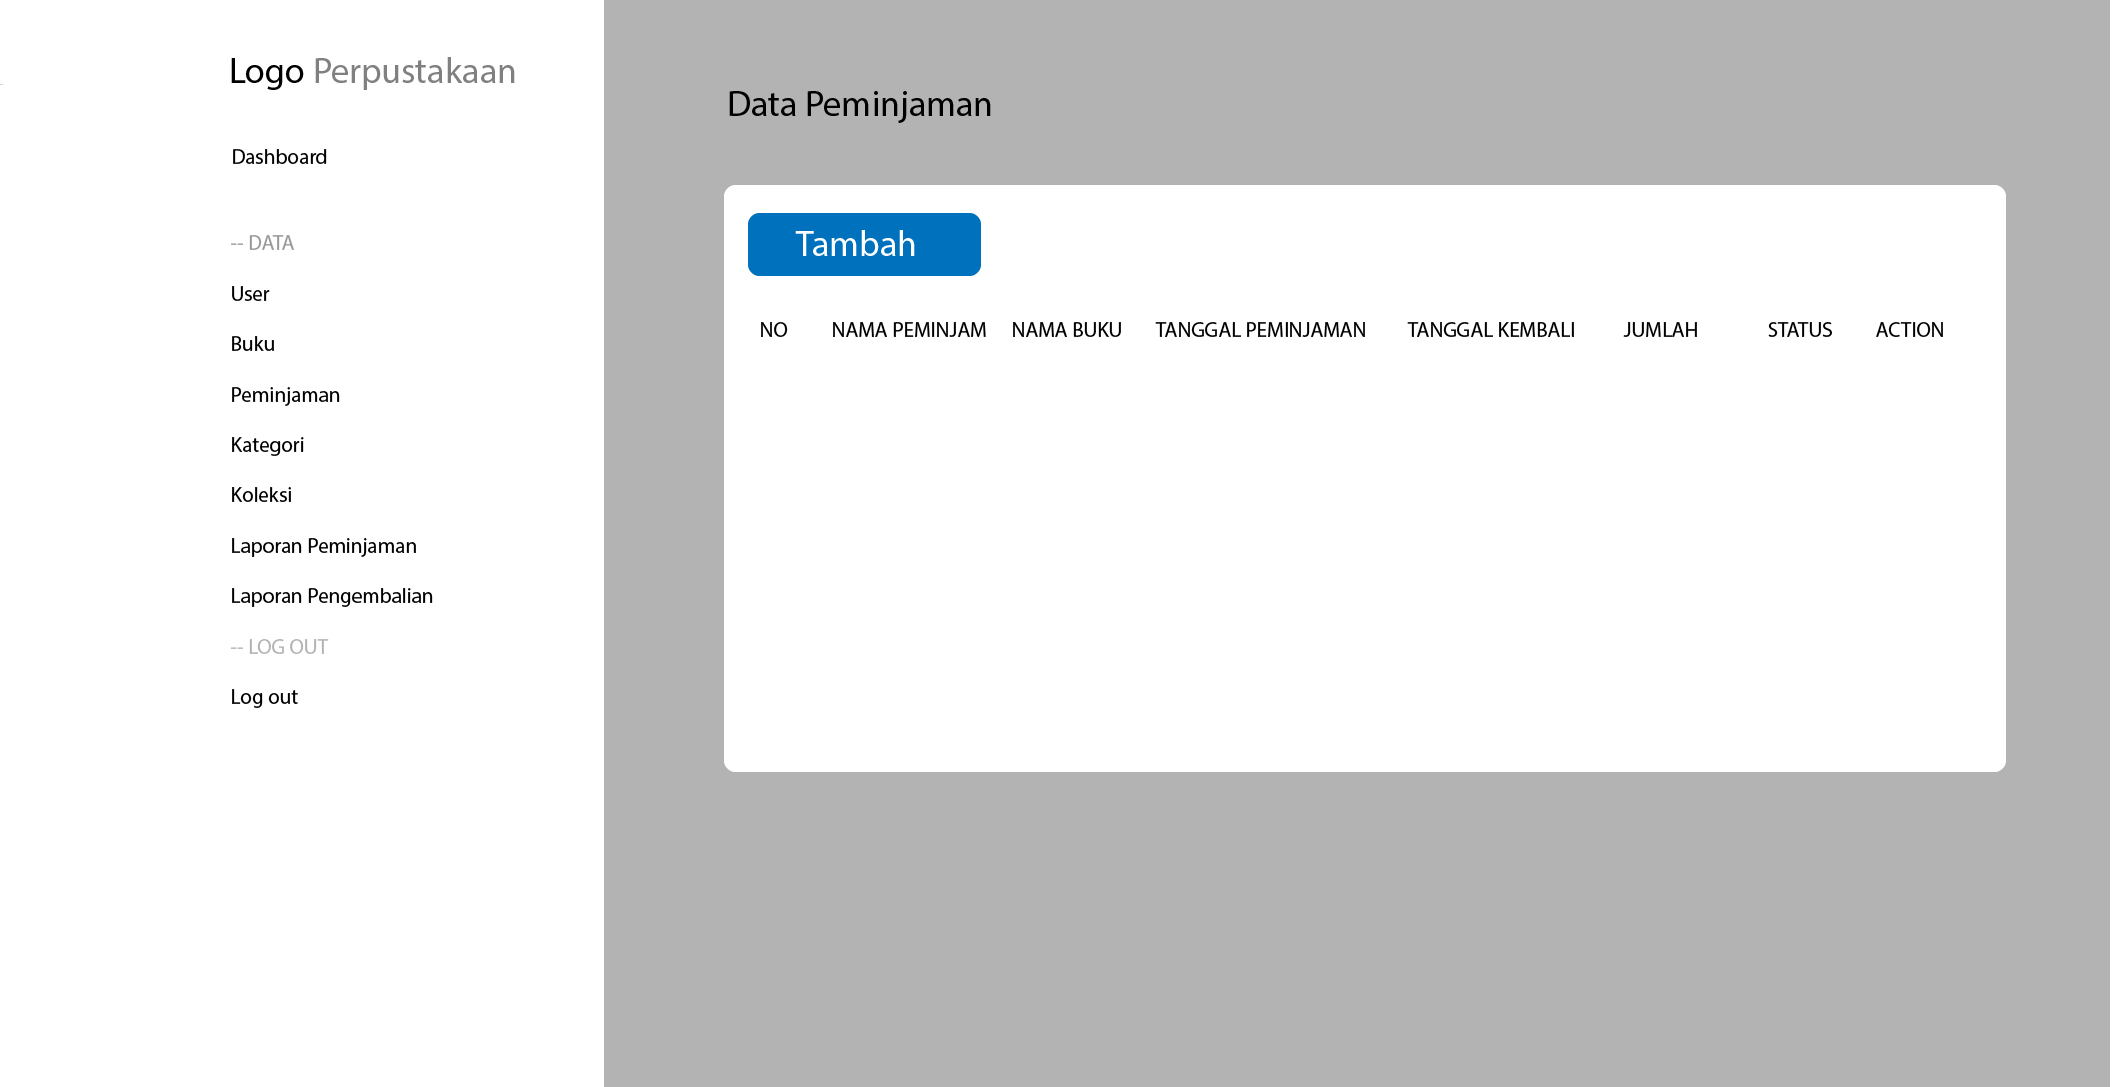 Logo Perpustakaan
Dashboard
-- DATA
User
Buku
Peminjaman
Kategori
Koleksi
Laporan Peminjaman
Laporan Pengembalian
-- LOG OUT
Log out
Data Peminjaman
Tambah
NO NAMA PEMINJAM NAMA BUKU TANGGAL PEMINJAMAN TANGGAL KEMBALI JUMLAH STATUS ACTION